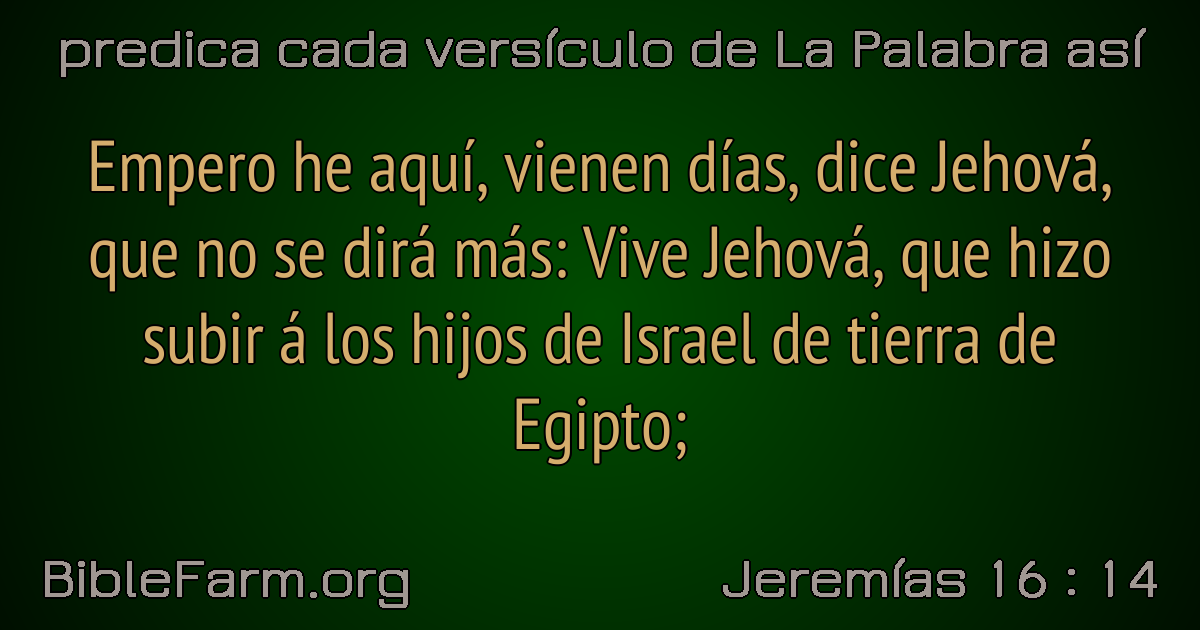 predica cada versículo de La Palabra así
Empero he aquí, vienen días, dice Jehová,
que no se dirá más: Vive Jehová, que hizo
subir á los hijos de Israel de tierra de
Egipto;
BibleFarm.org
Jeremías 16 : 14